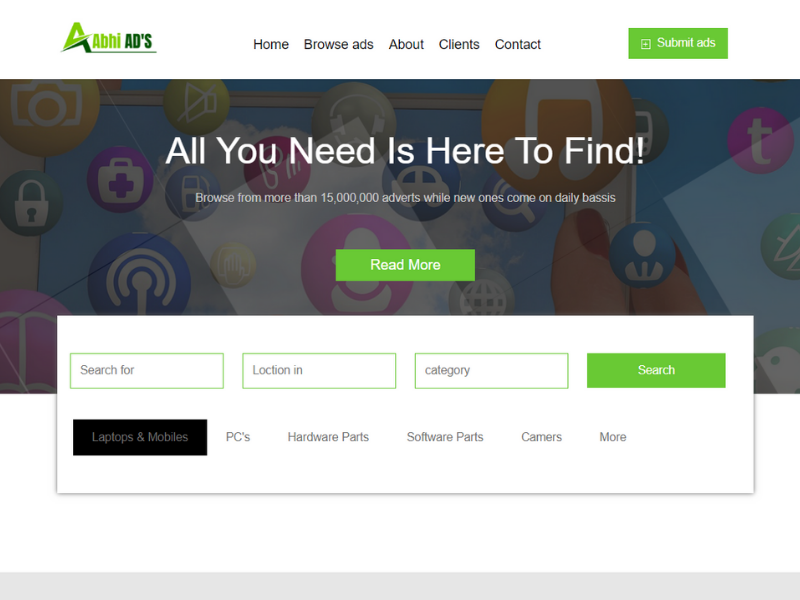 Abhi AD'S
Home Browse ads About Clients Contact
Submit ads
All You Need Is Here To Find!
Browse from more than 15,000,000 adverts while new ones come on daily bassis
Read More
Search for Loction in category Search
Laptops & Mobiles PC's Hardware Parts Software Parts Camers More